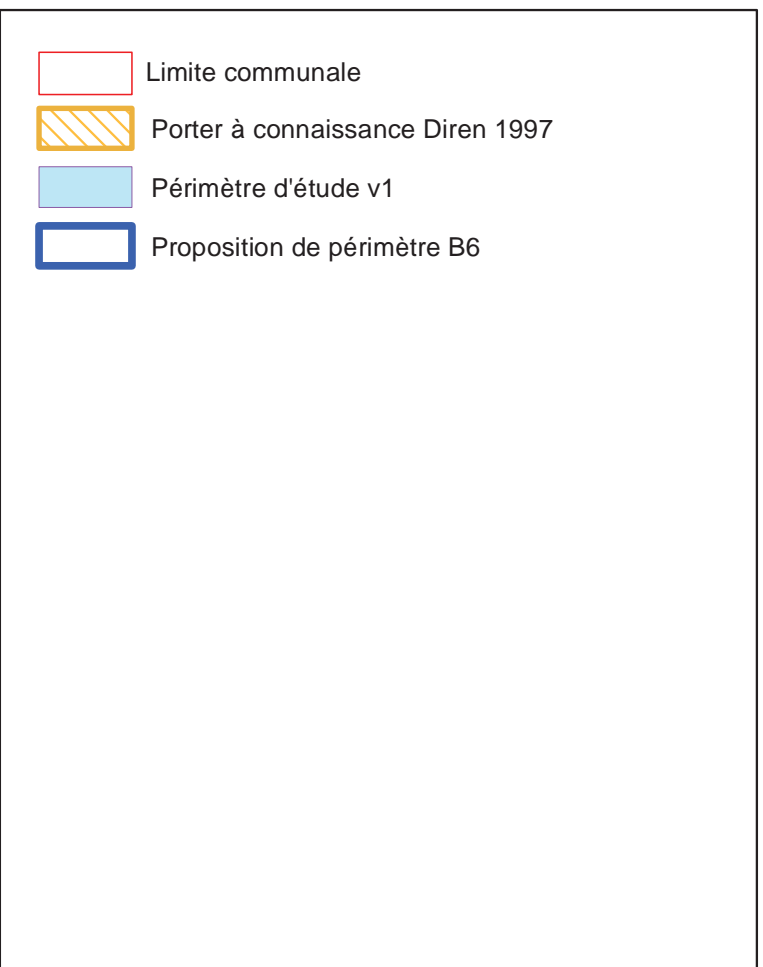 Limite communale
Porter à connaissance Diren 1997
Périmètre d'étude v1
Proposition de périmètre B6